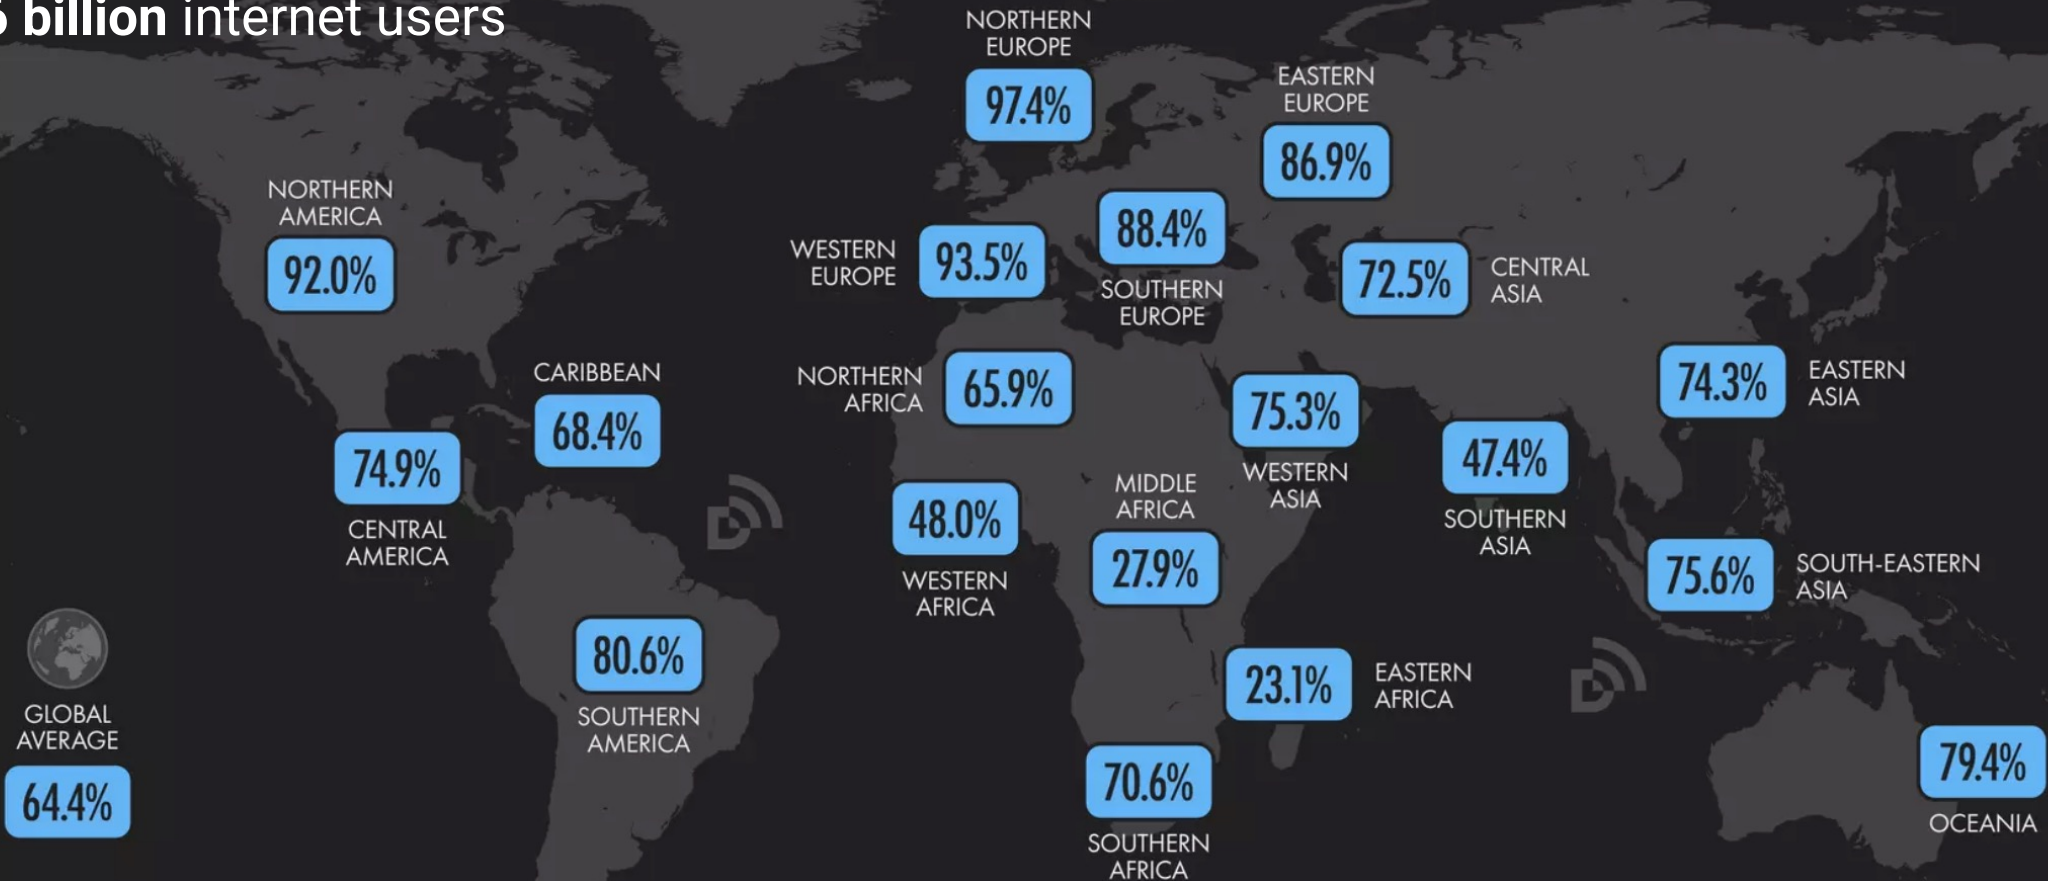 billion internet users
NORTHERN
EUROPE
97.4%
EASTERN
EUROPE
86.9%
NORTHERN
AMERICA
92.0%
WESTERN
EUROPE
93.5%
88.4%
SOUTHERN
EUROPE
72.5%
CENTRAL
ASIA
CARIBBEAN
68.4%
NORTHERN
AFRICA
65.9%
75.3%
WESTERN
ASIA
74.3%
EASTERN
ASIA
74.9%
CENTRAL
AMERICA
48.0%
WESTERN
AFRICA
MIDDLE
AFRICA
27.9%
47.4%
SOUTHERN
ASIA
75.6%
SOUTH-EASTERN
ASIA
80.6%
SOUTHERN
AMERICA
23.1%
EASTERN
AFRICA
GLOBAL
AVERAGE
64.4%
70.6%
SOUTHERN
AFRICA
79.4%
OCEANIA